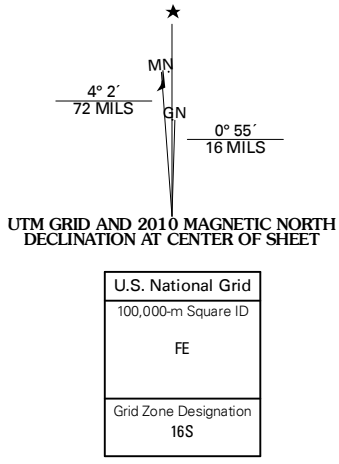 ★
MN
4° 2´
72 MILS
GN
0° 55´
16 MILS
UTM GRID AND 2010 MAGNETIC NORTH
DECLINATION AT CENTER OF SHEET
U.S. National Grid
100,000-m Square ID
FE
Grid Zone Designation
16S